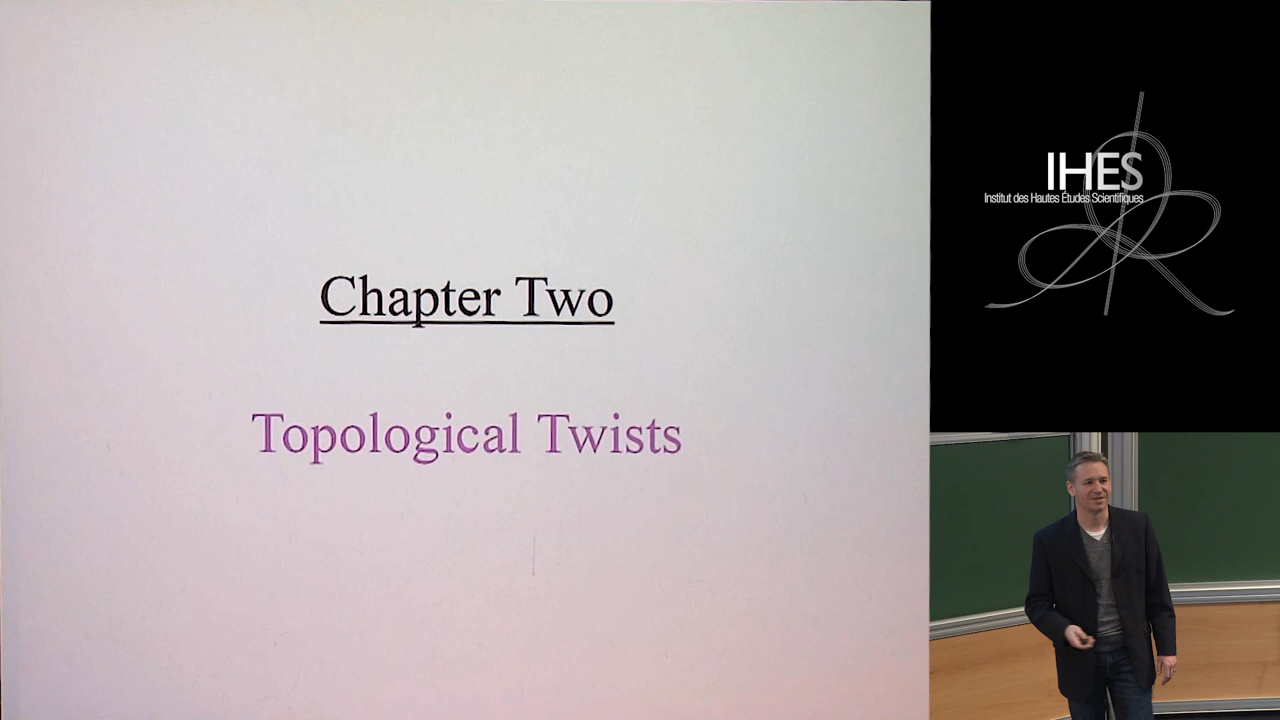 Chapter Two
Topological Twists
IHES
Institut des Hautes Études Scientifiques